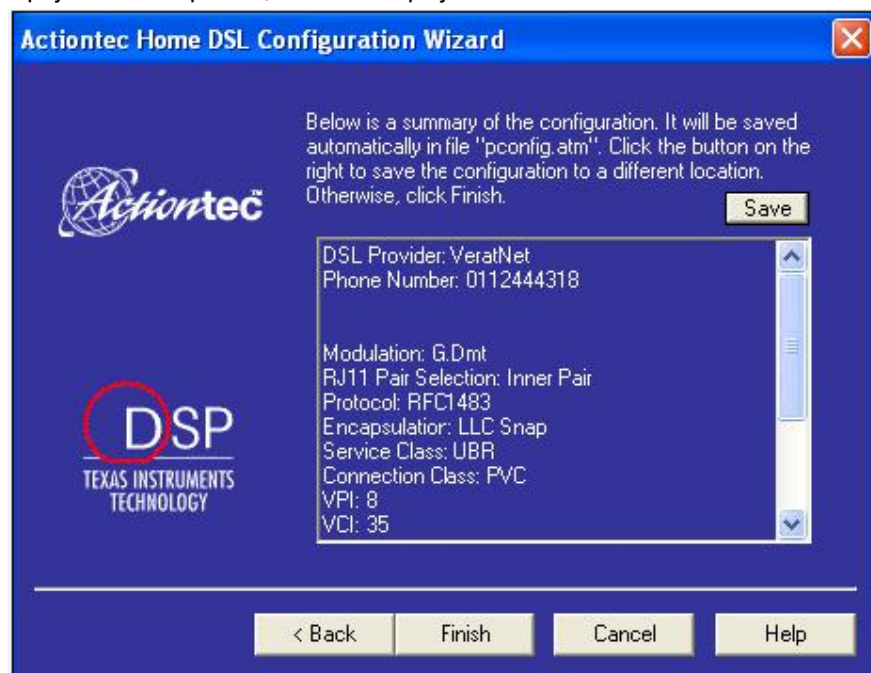 Actiontec Home DSL Configuration Wizard
Below is a summary of the configuration. It will be saved
automatically in file "pconfig.atm". Click the button on the
right to save the configuration to a different location.
Otherwise, click Finish.
Save
Actiontec
DSL Provider: VeratNet
Phone Number: 0112444318
Modulation: G.Dmt
RJ11 Pair Selection: Inner Pair
Protocol: RFC1483
Encapsulation: LLC Snap
Service Class: UBR
Connection Class: PVC
VPI: 8
VCI: 35
DSP
TEXAS INSTRUMENTS
TECHNOLOGY
< Back
Finish
Cancel
Help